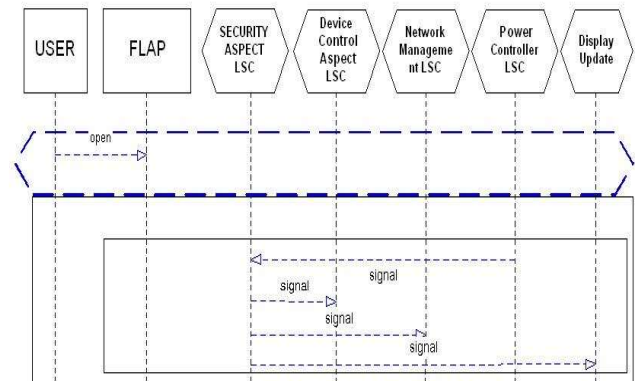 USER
FLAP
SECURITY
ASPECT
LSC
Device
Control
Aspect
LSC
Network
Manageme
nt LSC
Power
Controller
LSC
Display
Update
open
signal
signal
signal
signal